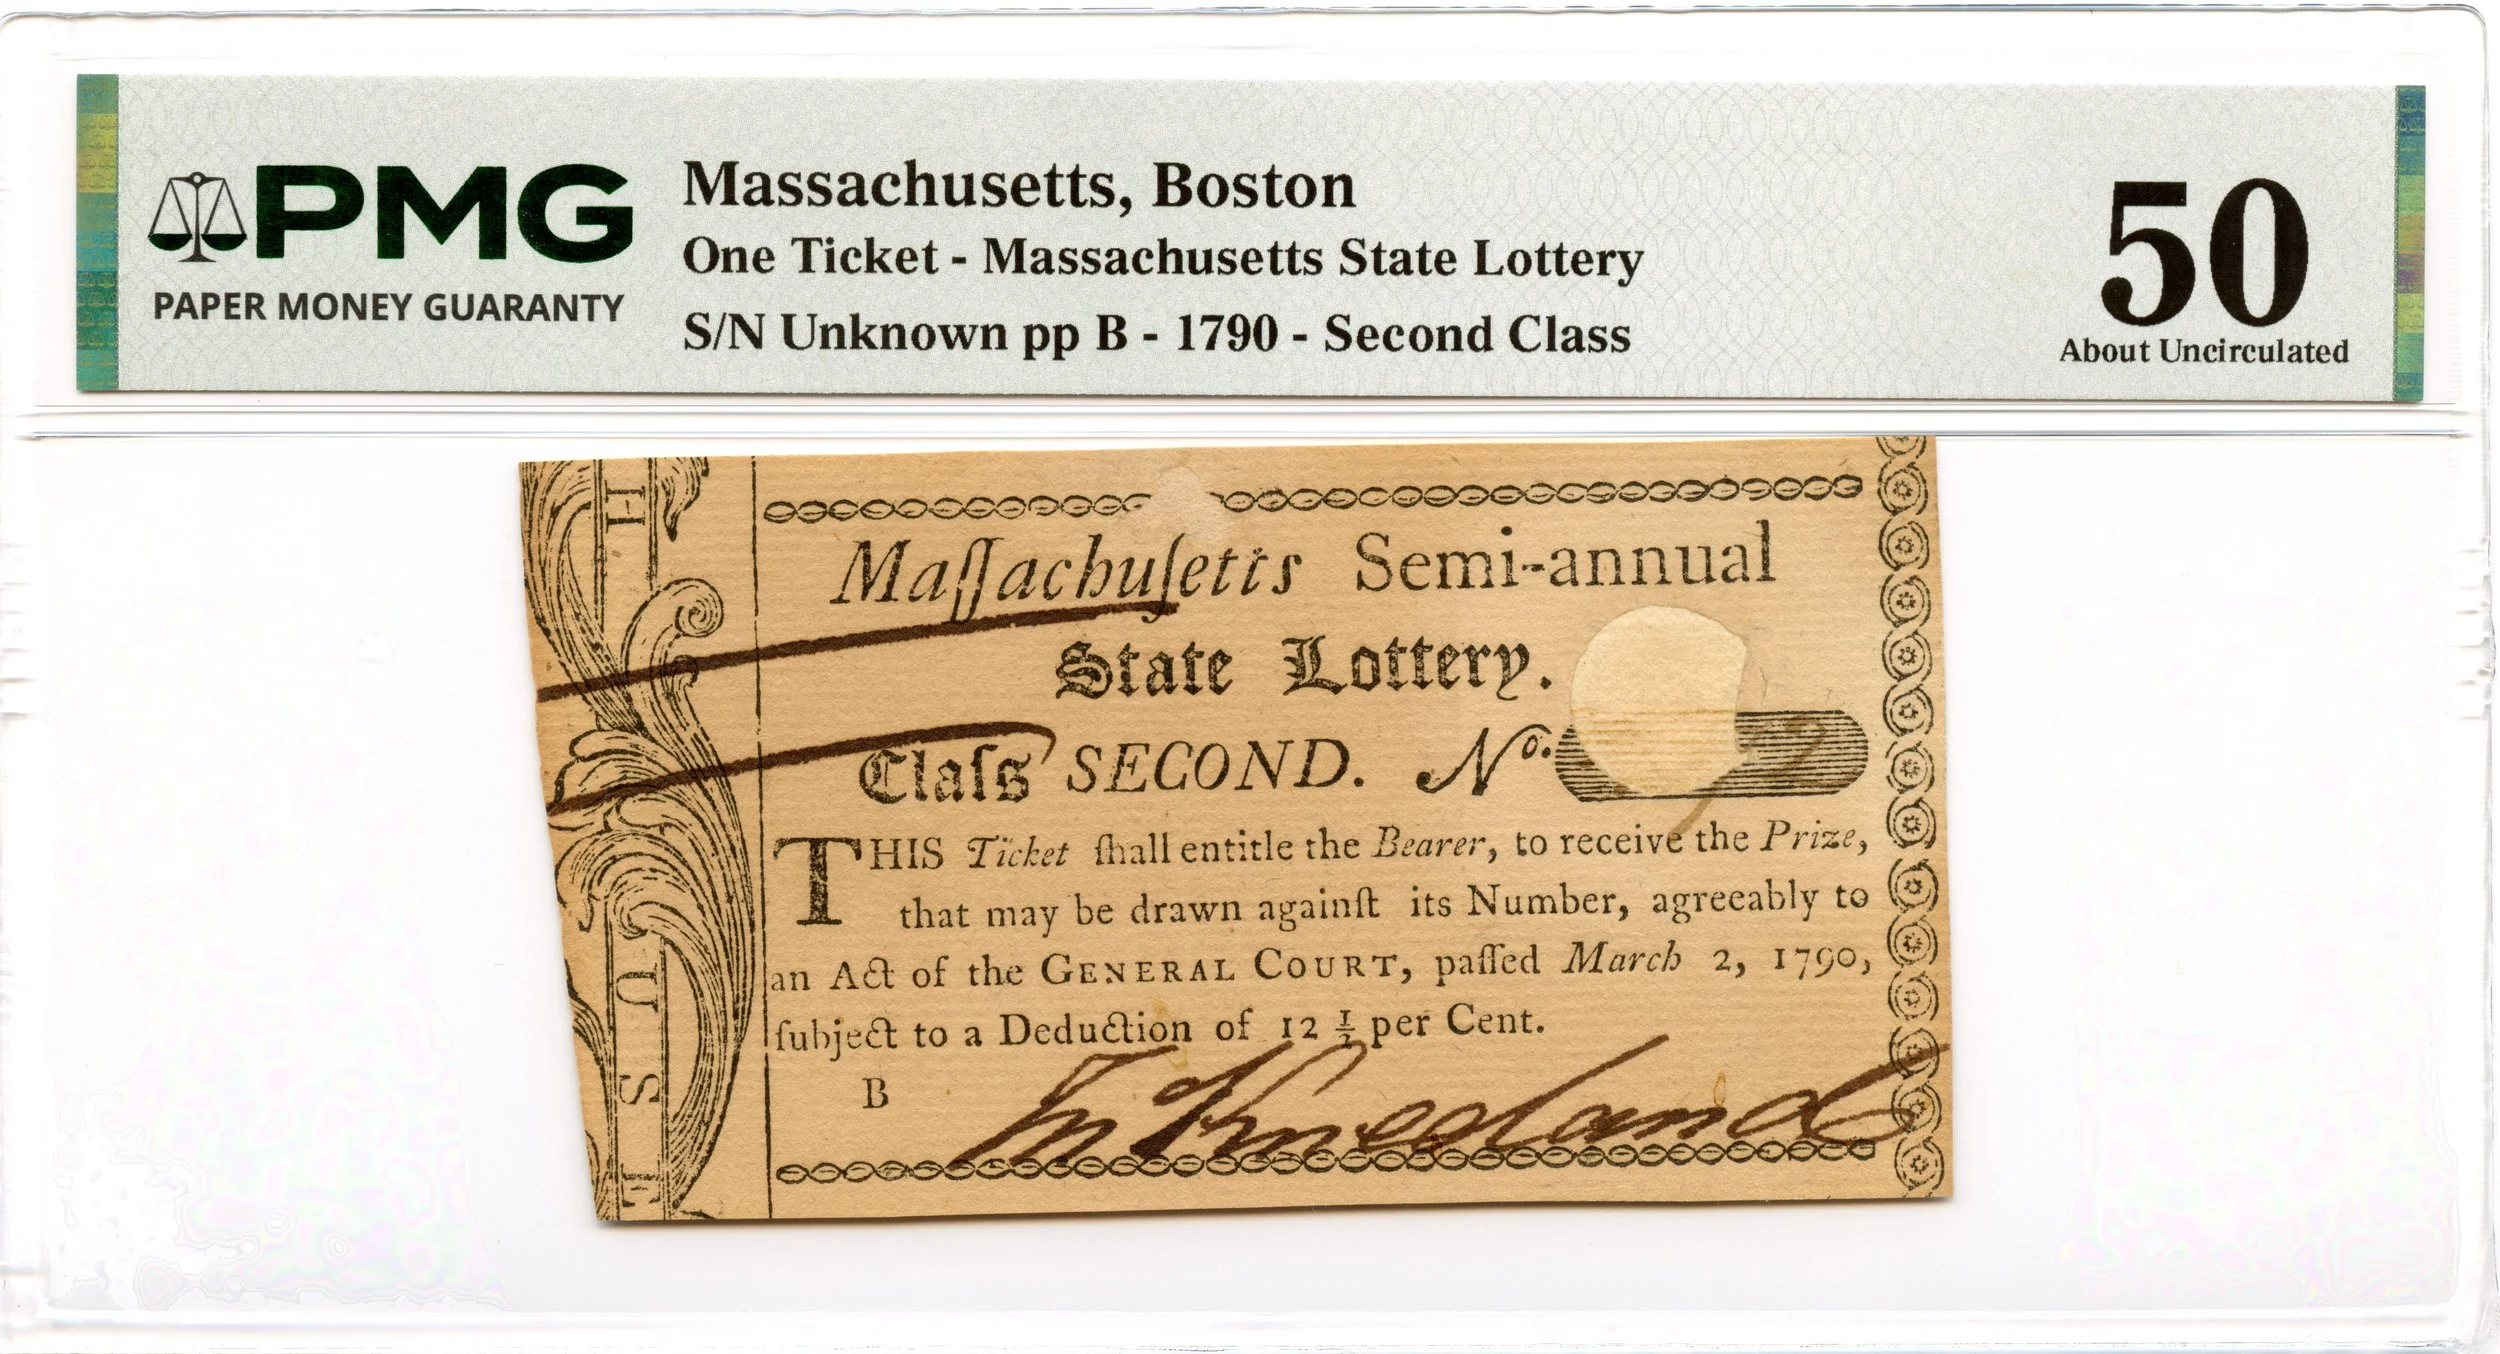 PMG
PAPER MONEY GUARANTY
Massachusetts, Boston
One Ticket - Massachusetts State Lottery
S/N Unknown pp B - 1790 - Second Class
50
About Uncirculated
Maſſachuſetts Semi-annual
State Lottery.
Claſs SECOND. No.
THIS Ticket ſhall entitle the Bearer, to receive the Prize,
that may be drawn againſt its Number, agreeably to
an Act of the GENERAL COURT, paſſed March 2, 1790,
ſubject to a Deduction of 12 ½ per Cent.
B
Kneeland
H
U
S
E